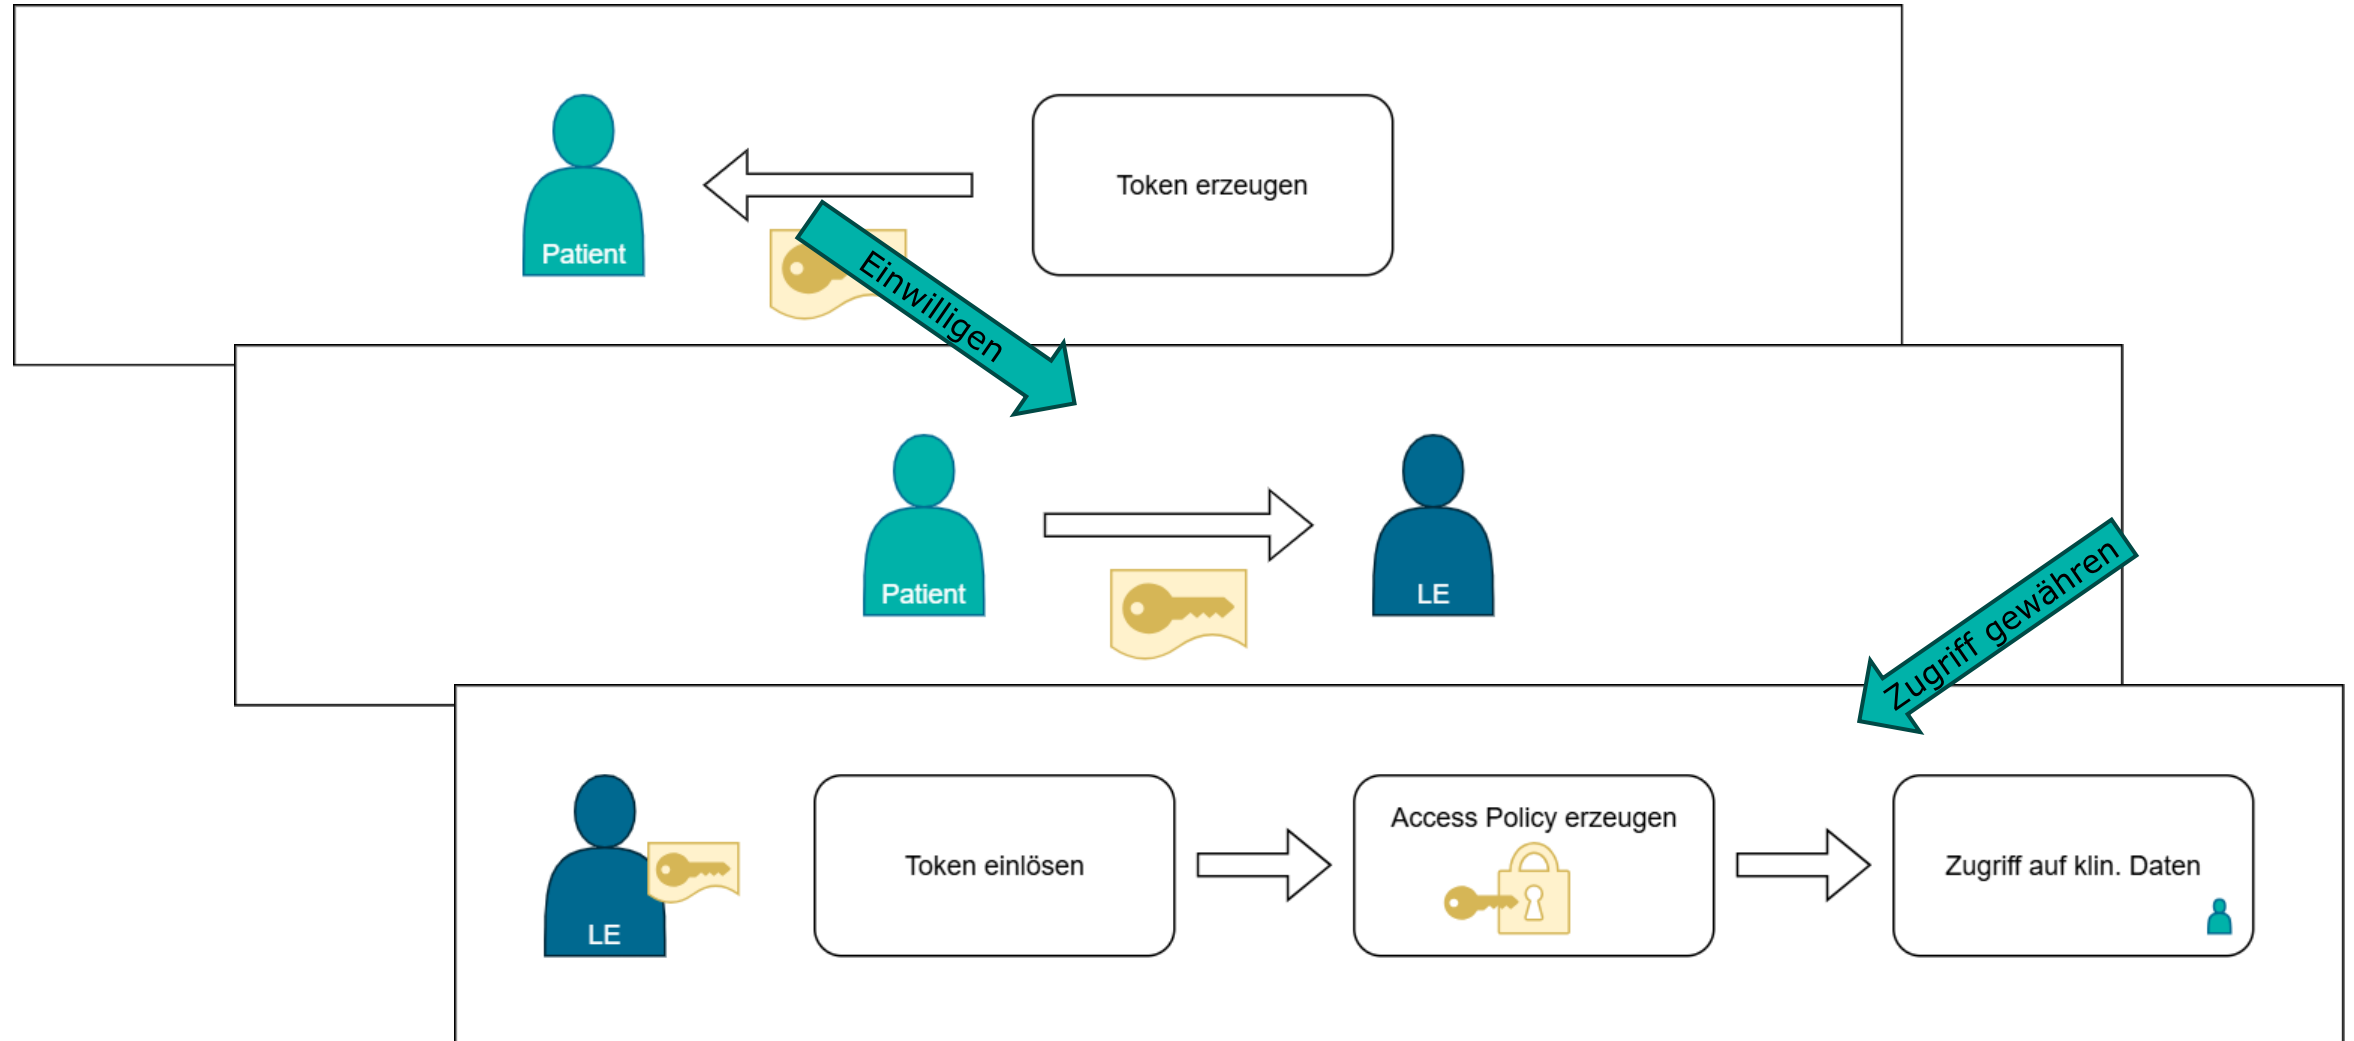 Token erzeugen
Patient
Einwilligen
Patient
LE
Zugriff gewähren
Access Policy erzeugen
Token einlösen
Zugriff auf klin. Daten
LE